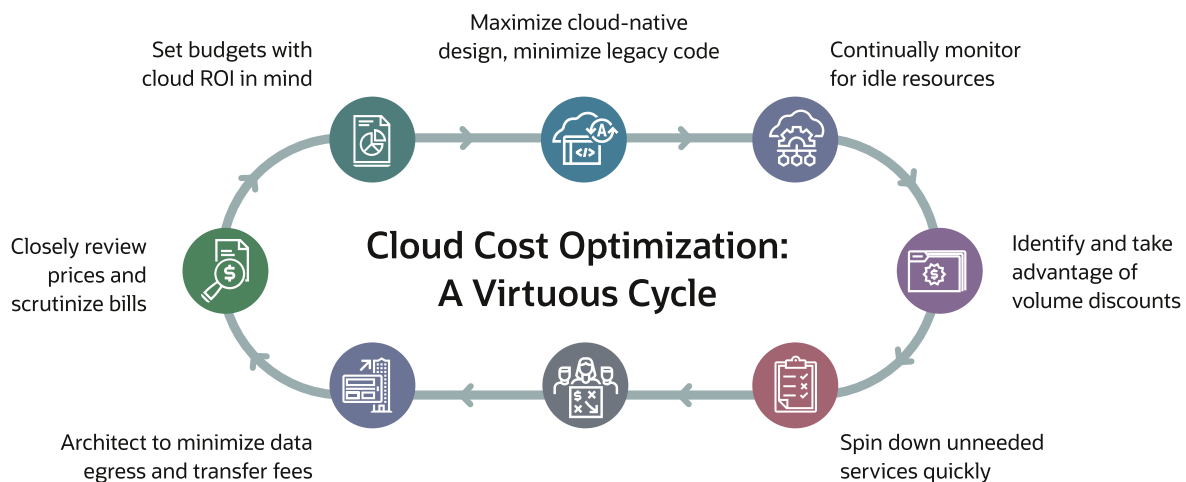 Maximize cloud-native
design, minimize legacy code
Set budgets with
cloud ROI in mind
Continually monitor
for idle resources
A
</>
Closely review
prices and
scrutinize bills
$
Cloud Cost Optimization:
A Virtuous Cycle
$
Identify and take
advantage of
volume discounts
$ x
x
Architect to minimize data
egress and transfer fees
Spin down unneeded
services quickly